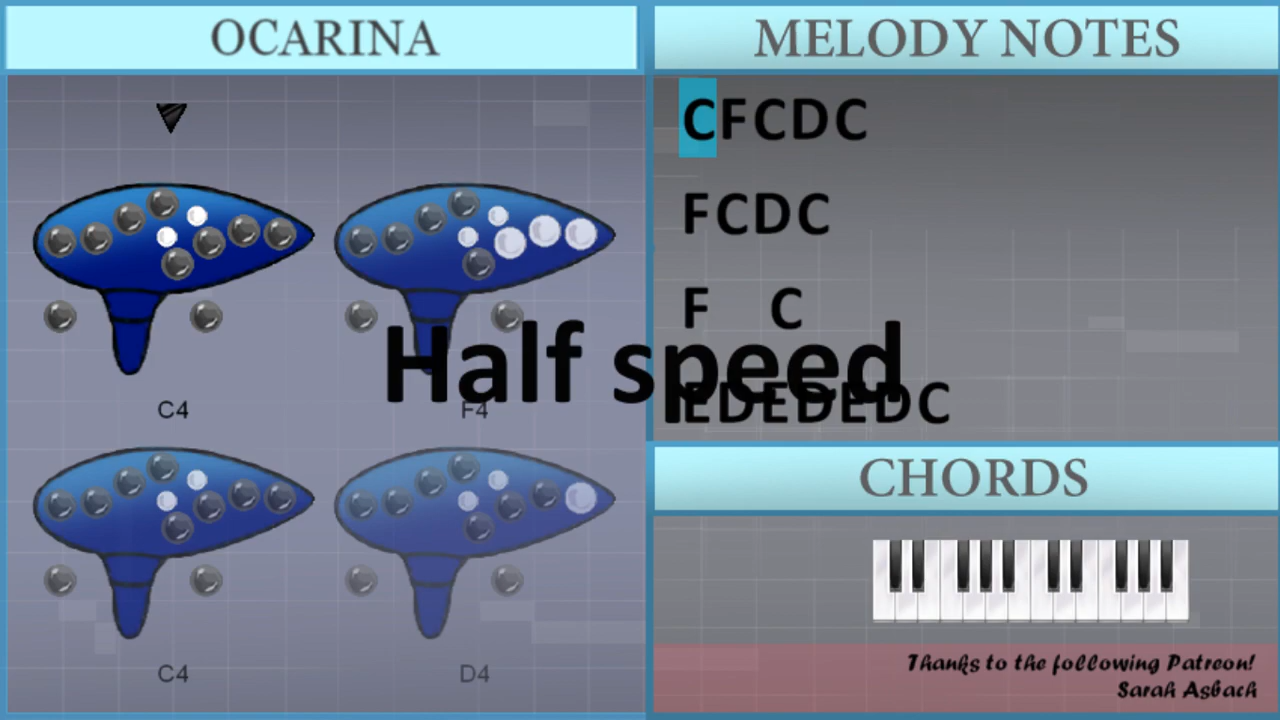 OCARINA
MELODY NOTES
CFCDC
FCDC
F C
Half speed
EDEDEDC
C4
F4
CHORDS
C4
D4
Thanks to the following Patreon!
Sarah Asbach